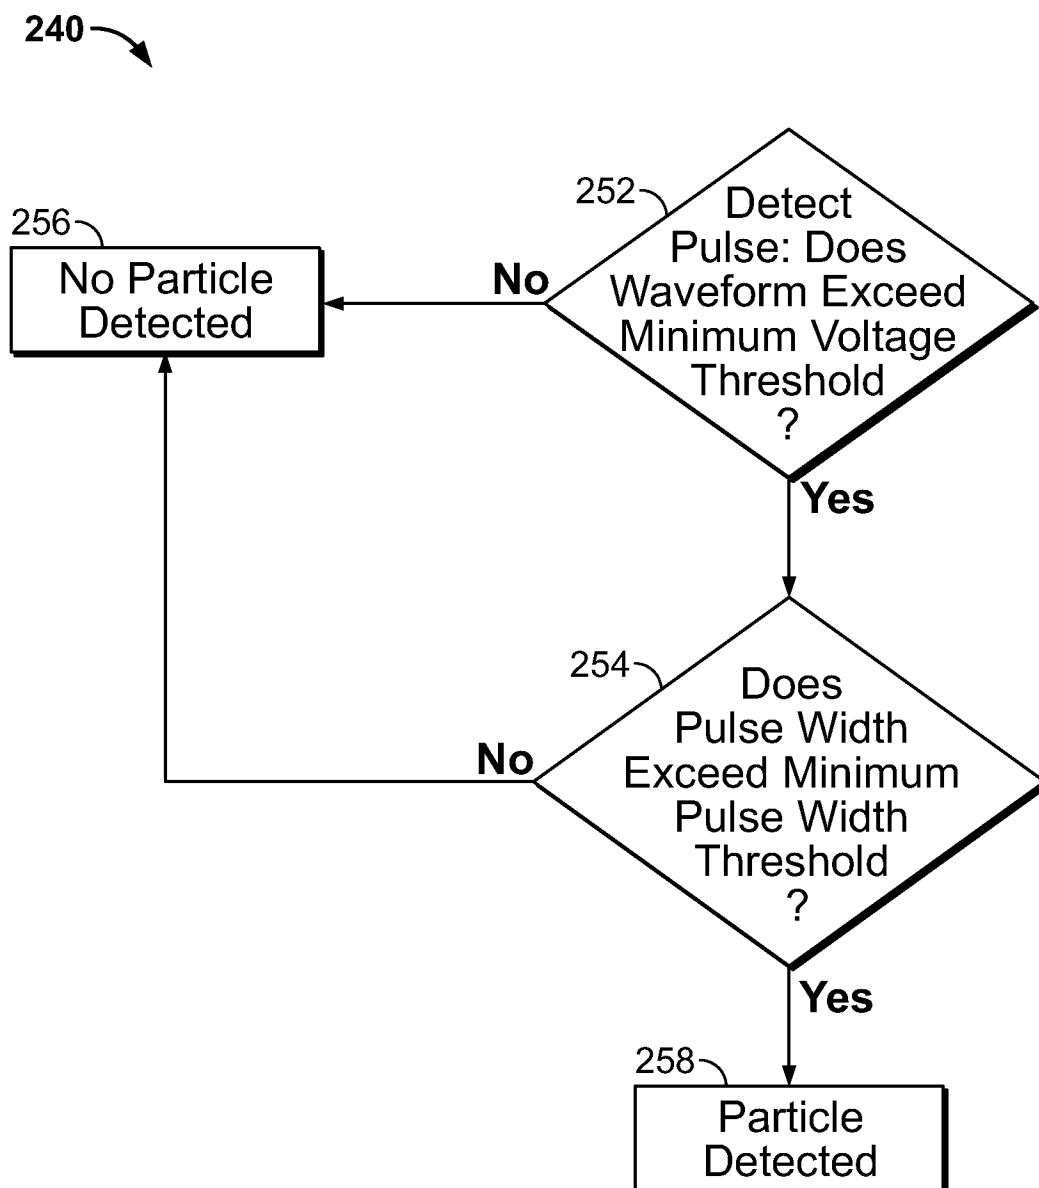 240
252
Detect
Pulse: Does
Waveform Exceed
Minimum Voltage
Threshold
?
256
No Particle
Detected
No
Yes
254
Does
Pulse Width
Exceed Minimum
Pulse Width
Threshold
?
No
Yes
258
Particle
Detected